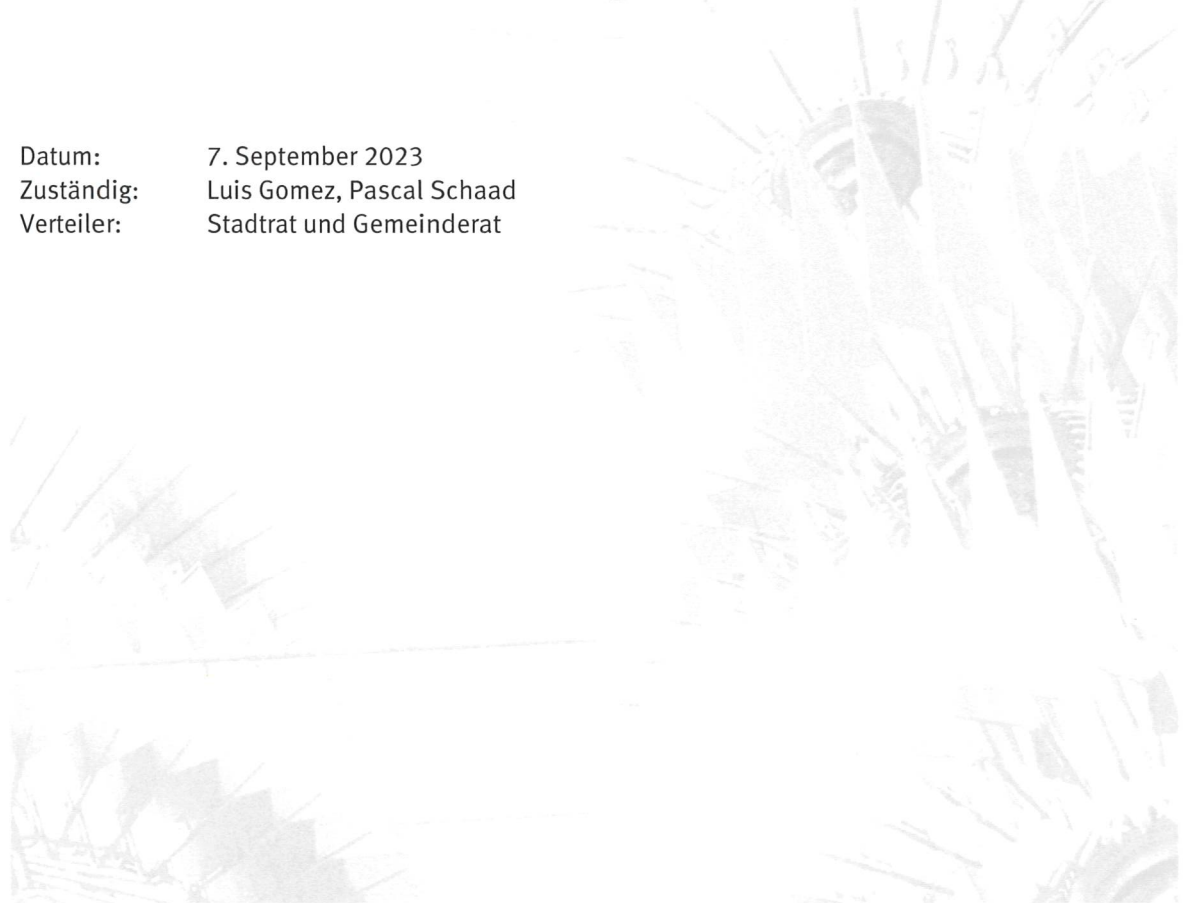 Datum: 7. September 2023
Zuständig: Luis Gomez, Pascal Schaad
Verteiler: Stadtrat und Gemeinderat